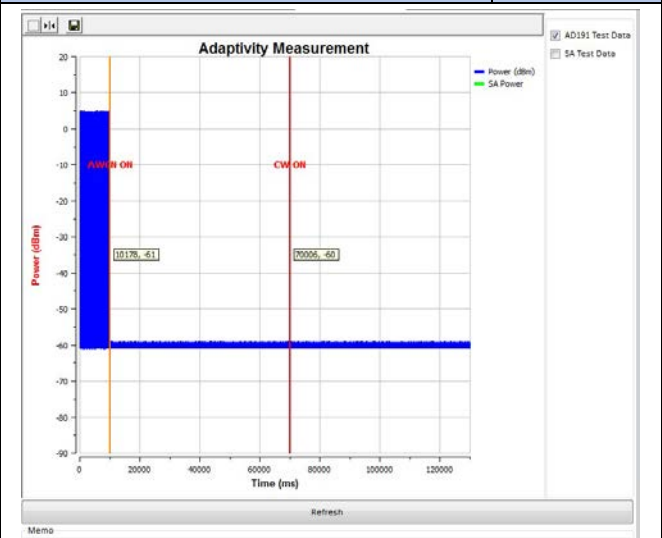 Adaptivity Measurement
AD191 Test Data
SA Test Data
Power (dBm)
SA Power
20
10
0
-10
-20
-30
-40
-50
-60
-70
-80
-90
Power (dBm)
AWGN ON
CW ON
10178, -61
70006, -60
0
20000
40000
60000
80000
100000
120000
Time (ms)
Refresh
Memo